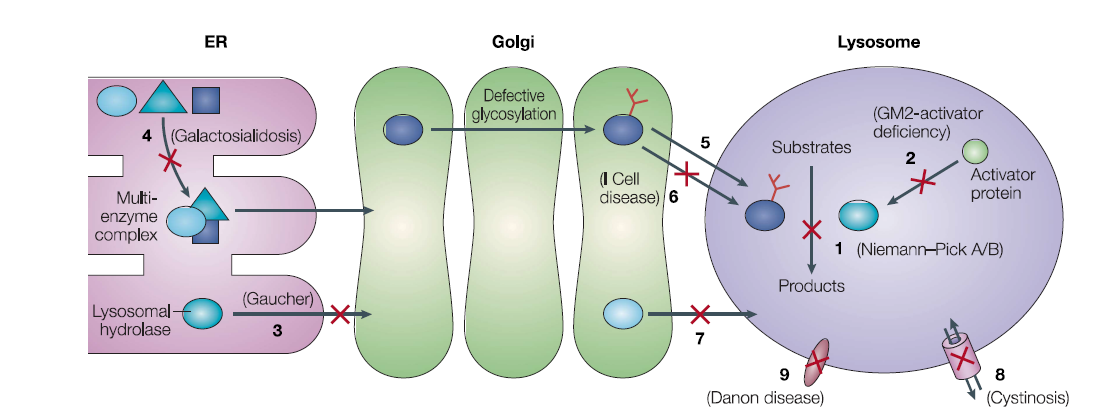 ER
Golgi
Lysosome
4
(Galactosialidosis)
Multi-
enzyme
complex
Lysosomal
hydrolase
(Gaucher)
3
Defective
glycosylation
(I Cell
disease)
5
6
7
Substrates
Products
(GM2-activator
deficiency)
2
Activator
protein
1 (Niemann–Pick A/B)
9
(Danon disease)
8
(Cystinosis)